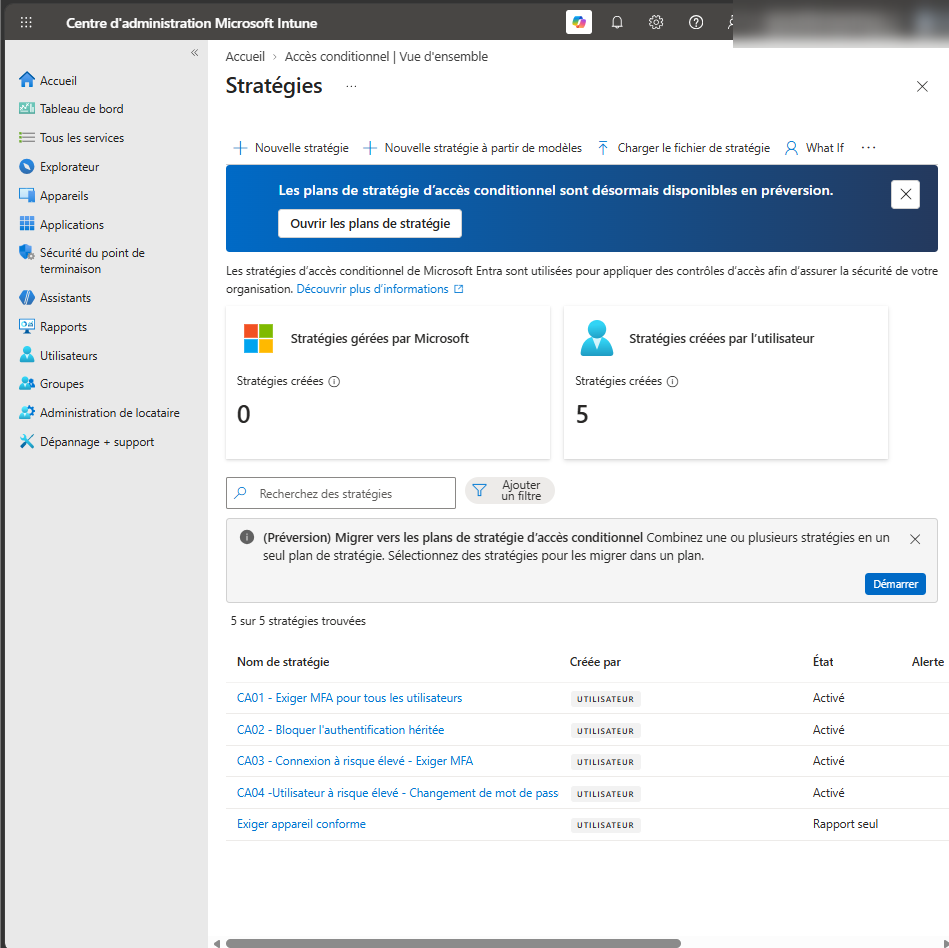 Centre d'administration Microsoft Intune
Accueil
Tableau de bord
Tous les services
Explorateur
Appareils
Applications
Sécurité du point de
terminaison
Assistants
Rapports
Utilisateurs
Groupes
Administration de locataire
Dépannage + support
Accueil > Accès conditionnel | Vue d'ensemble
Stratégies ...
Nouvelle stratégie Nouvelle stratégie à partir de modèles Charger le fichier de stratégie What If ...
Les plans de stratégie d’accès conditionnel sont désormais disponibles en préversion.
Ouvrir les plans de stratégie
Les stratégies d’accès conditionnel de Microsoft Entra sont utilisées pour appliquer des contrôles d’accès afin d’assurer la sécurité de votre
organisation. Découvrir plus d’informations
Stratégies gérées par Microsoft
Stratégies créées
0
Stratégies créées par l’utilisateur
Stratégies créées
5
Recherchez des stratégies
Ajouter
un filtre
(Préversion) Migrer vers les plans de stratégie d’accès conditionnel Combinez une ou plusieurs stratégies en un
seul plan de stratégie. Sélectionnez des stratégies pour les migrer dans un plan.
Démarrer
5 sur 5 stratégies trouvées
Nom de stratégie Créée par État Alerte
CA01 - Exiger MFA pour tous les utilisateurs UTILISATEUR Activé
CA02 - Bloquer l'authentification héritée UTILISATEUR Activé
CA03 - Connexion à risque élevé - Exiger MFA UTILISATEUR Activé
CA04 -Utilisateur à risque élevé - Changement de mot de pass UTILISATEUR Activé
Exiger appareil conforme UTILISATEUR Rapport seul